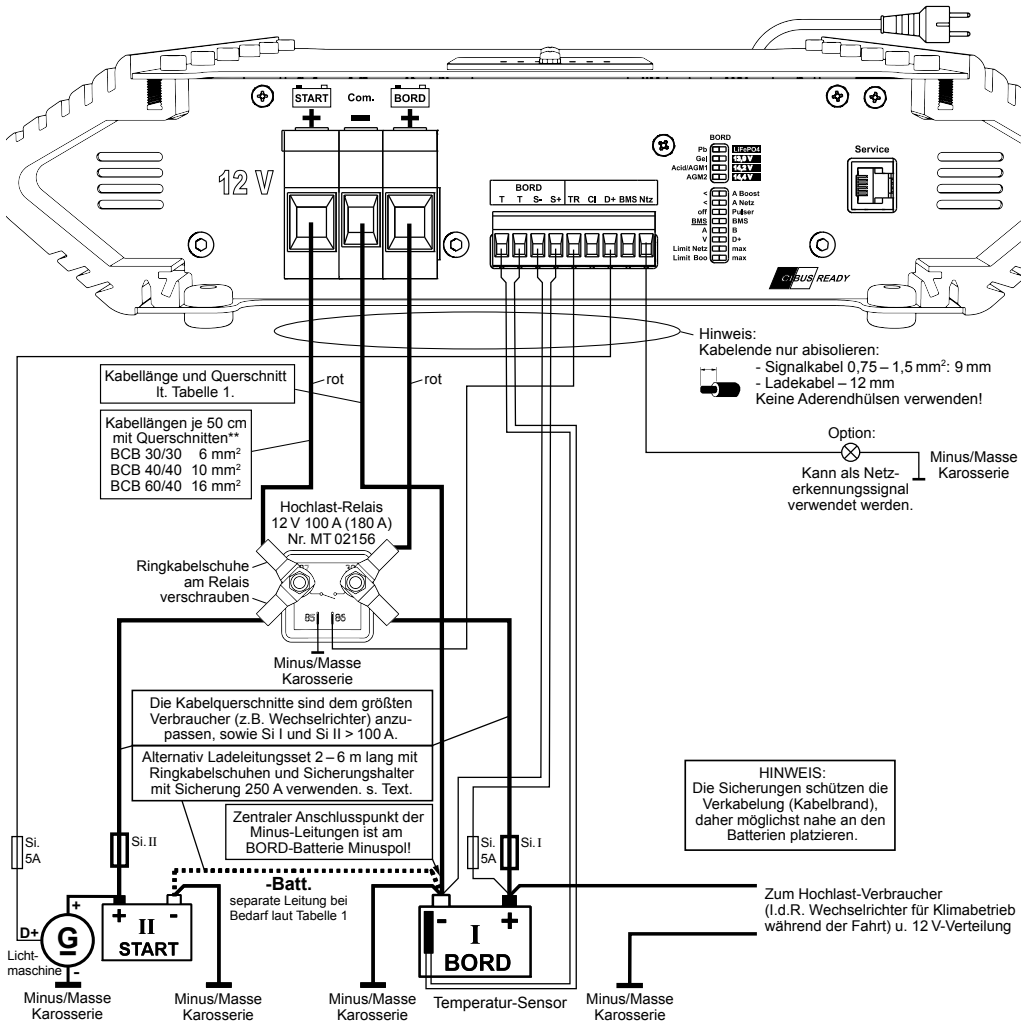 START Com. BORD
+ − +
12 V
BORD
T T S- S+ TR CI D+ BMS Ntz
BORD
Pb LiFePO4
Gel 13,9 V
Acid/AGM1 14,2 V
AGM2 14,4 V
< A Boost
< A Netz
off Pulser
BMS BMS
A B
V D+
Limit Netz max
Limit Boo max
Service
CI BUS READY
Hinweis:
Kabelende nur abisolieren:
- Signalkabel 0,75 – 1,5 mm²: 9 mm
- Ladekabel – 12 mm
Keine Aderendhülsen verwenden!
Kabellänge und Querschnitt
lt. Tabelle 1.
rot
rot
Kabellängen je 50 cm
mit Querschnitten**
BCB 30/30 6 mm²
BCB 40/40 10 mm²
BCB 60/40 16 mm²
Option:
Kann als Netz-
erkennungssignal
verwendet werden.
Minus/Masse
Karosserie
Hochlast-Relais
12 V 100 A (180 A)
Nr. MT 02156
Ringkabelschuhe
am Relais
verschrauben
85 86
Minus/Masse
Karosserie
Die Kabelquerschnitte sind dem größten
Verbraucher (z.B. Wechselrichter) anzu-
passen, sowie Si I und Si II > 100 A.
Alternativ Ladeleitungsset 2 – 6 m lang mit
Ringkabelschuhen und Sicherungshalter
mit Sicherung 250 A verwenden. s. Text.
HINWEIS:
Die Sicherungen schützen die
Verkabelung (Kabelbrand),
daher möglichst nahe an den
Batterien platzieren.
Zentraler Anschlusspunkt der
Minus-Leitungen ist am
BORD-Batterie Minuspol!
Si.
5A
Si. II
Si.
5A
Si. I
-Batt.
separate Leitung bei
Bedarf laut Tabelle 1
D+
G
+
-
Licht-
maschine
+ II -
START
- I +
BORD
Zum Hochlast-Verbraucher
(I.d.R. Wechselrichter für Klimabetrieb
während der Fahrt) u. 12 V-Verteilung
Minus/Masse
Karosserie
Minus/Masse
Karosserie
Minus/Masse
Karosserie
Temperatur-Sensor
Minus/Masse
Karosserie